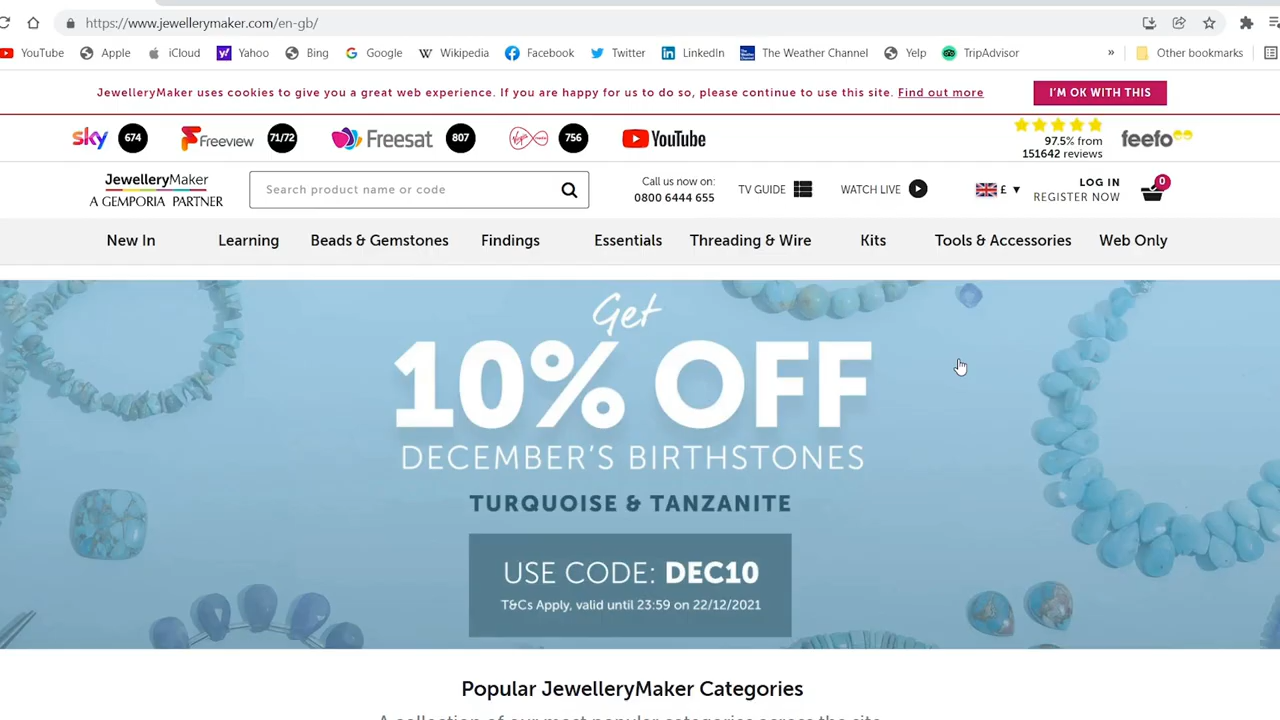 https://www.jewellerymaker.com/en-gb/
YouTube Apple iCloud Yahoo Bing Google Wikipedia Facebook Twitter LinkedIn The Weather Channel Yelp TripAdvisor » Other bookmarks
JewelleryMaker uses cookies to give you a great web experience. If you are happy for us to do so, please continue to use this site. Find out more I'M OK WITH THIS
sky 674 Freeview 71/72 Freesat 807 Virgin media 756 YouTube
97.5% from
151642 reviews
feefo
JewelleryMaker
A GEMPORIA PARTNER
Search product name or code
Call us now on:
0800 6444 655
TV GUIDE
WATCH LIVE
£ ▼
LOG IN
REGISTER NOW
0
New In Learning Beads & Gemstones Findings Essentials Threading & Wire Kits Tools & Accessories Web Only
Get
10% OFF
DECEMBER'S BIRTHSTONES
TURQUOISE & TANZANITE
USE CODE: DEC10
T&Cs Apply, valid until 23:59 on 22/12/2021
Popular JewelleryMaker Categories
A collection of our most popular categories across the site